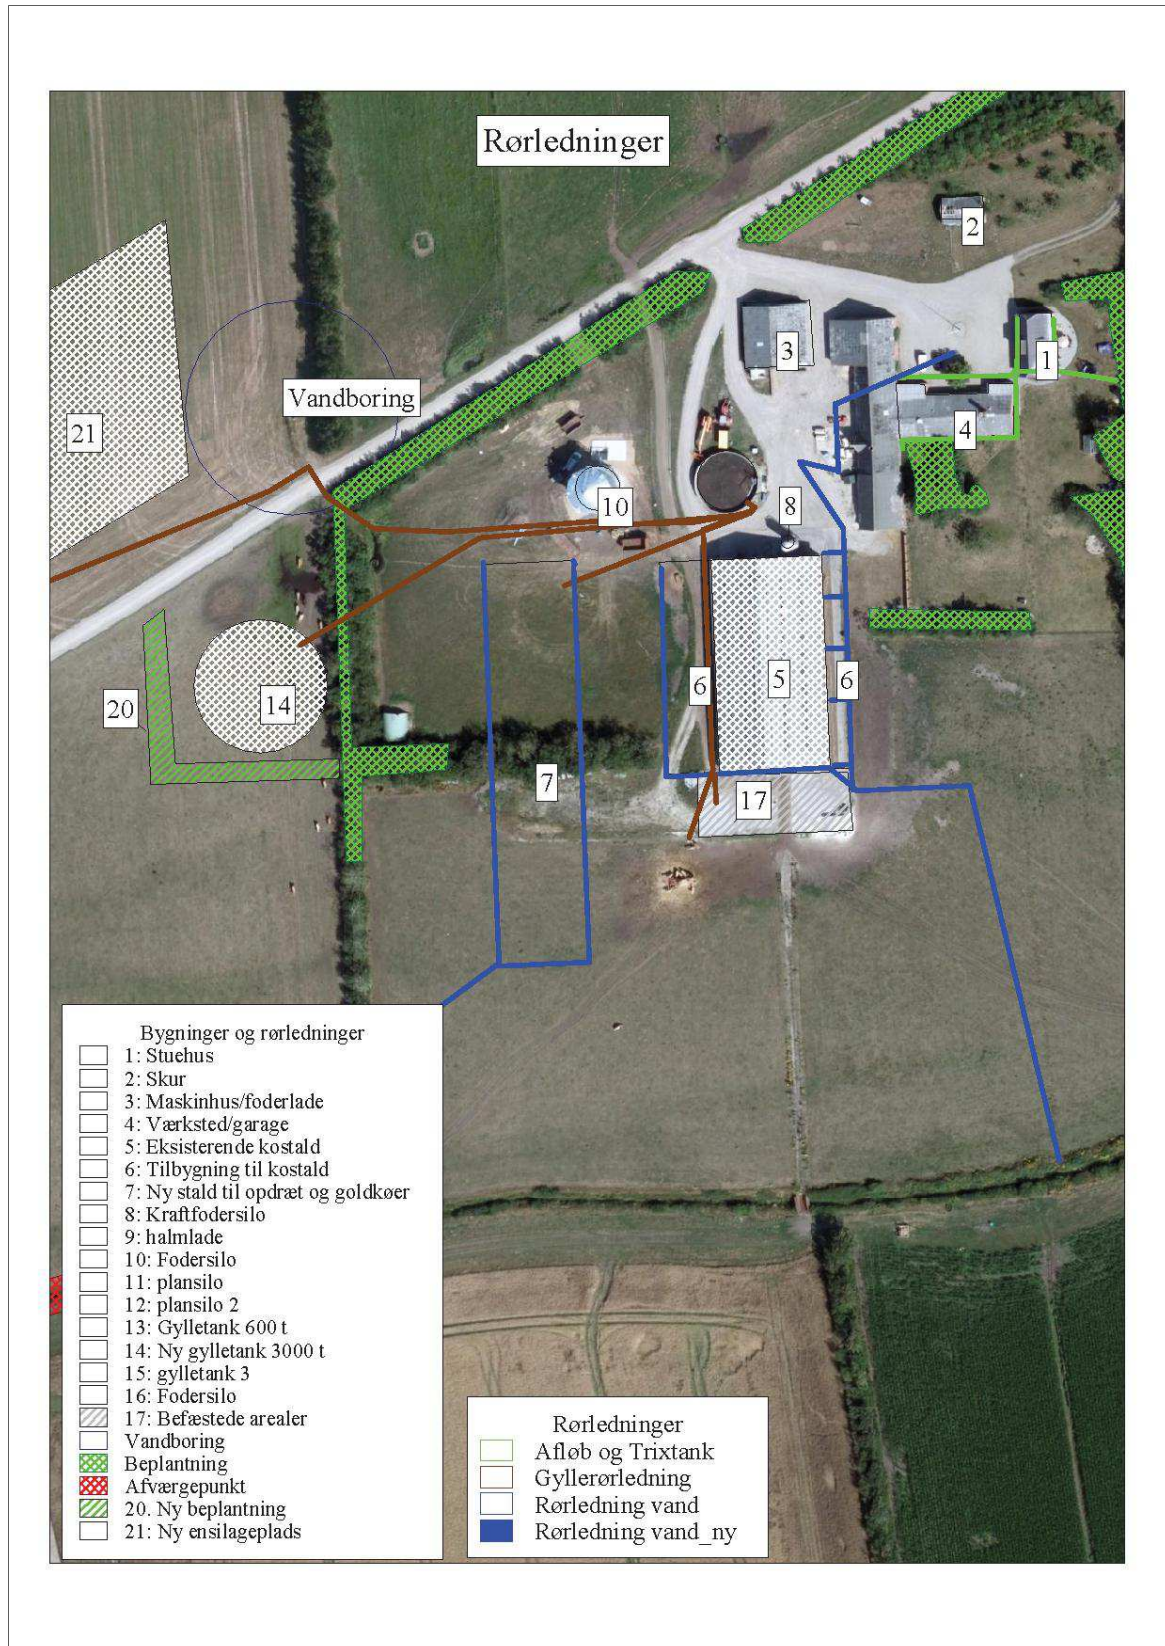 Rørledninger
2
3
1
Vandboring
21
4
10
8
6
5
6
14
20
7
17
Bygninger og rørledninger
1: Stuehus
2: Skur
3: Maskinhus/foderlade
4: Værksted/garage
5: Eksisterende kostald
6: Tilbygning til kostald
7: Ny stald til opdræt og goldkøer
8: Kraftfodersilo
9: halmlade
10: Fodersilo
11: plansilo
12: plansilo 2
13: Gylletank 600 t
14: Ny gylletank 3000 t
15: gylletank 3
16: Fodersilo
17: Befæstede arealer
Vandboring
Beplantning
Afværgepunkt
20. Ny beplantning
21: Ny ensilageplads
Rørledninger
Afløb og Trixtank
Gyllerørledning
Rørledning vand
Rørledning vand_ny